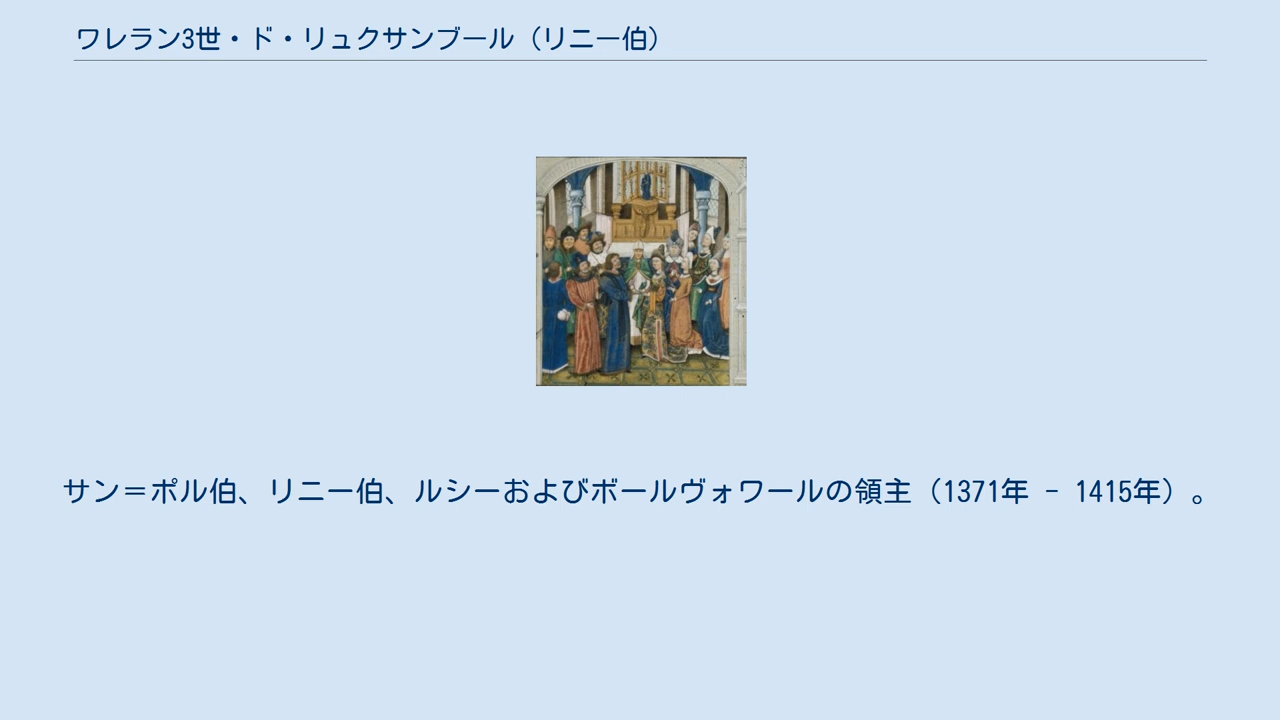 ワレラン3世・ド・リュクサンブール（リニー伯）
サン＝ポル伯、リニー伯、ルシーおよびボールヴォワールの領主（1371年 - 1415年）。